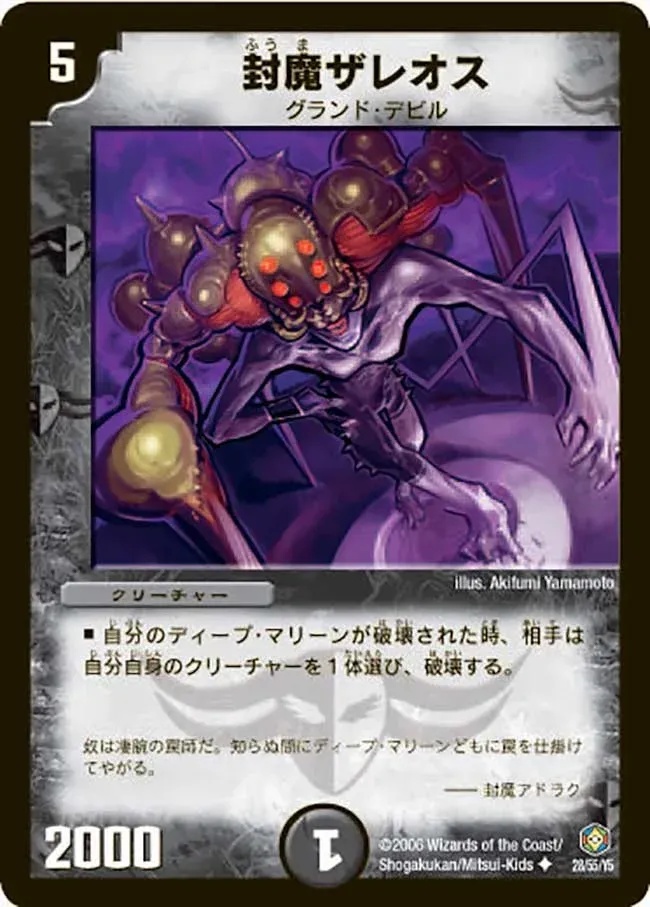 5
ふうま
封魔ザレオス
グランド・デビル
illus. Akifumi Yamamoto
クリーチャー
■ 自分のディープ・マリーンが破壊された時、相手は
自分自身のクリーチャーを1体選び、破壊する。
奴は凄腕の罠師だ。知らぬ間にディープ・マリーンどもに罠を仕掛け
てやがる。
—— 封魔アドラク
2000
1
©2006 Wizards of the Coast/
Shogakukan/Mitsui-Kids
28/55/Y5